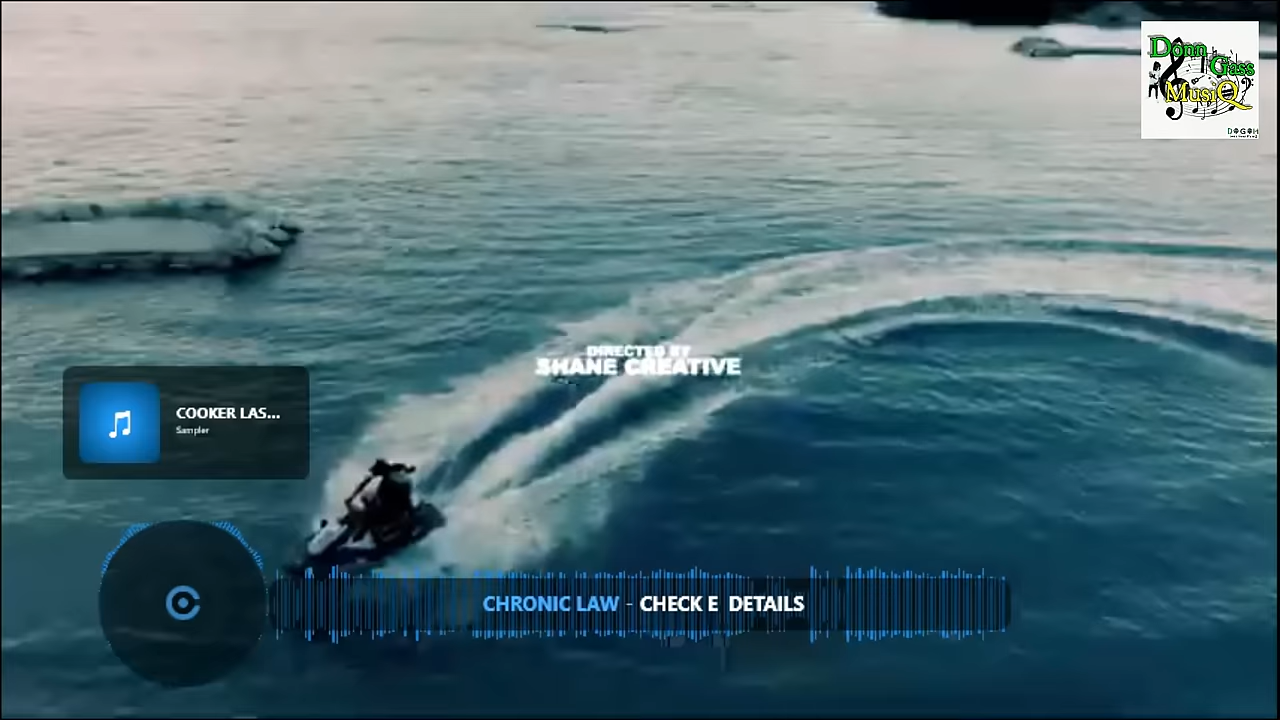 Donn
Gass
MusiQ
DIRECTED BY
SHANE CREATIVE
COOKER LAS...
Sampler
CHRONIC LAW - CHECK E DETAILS